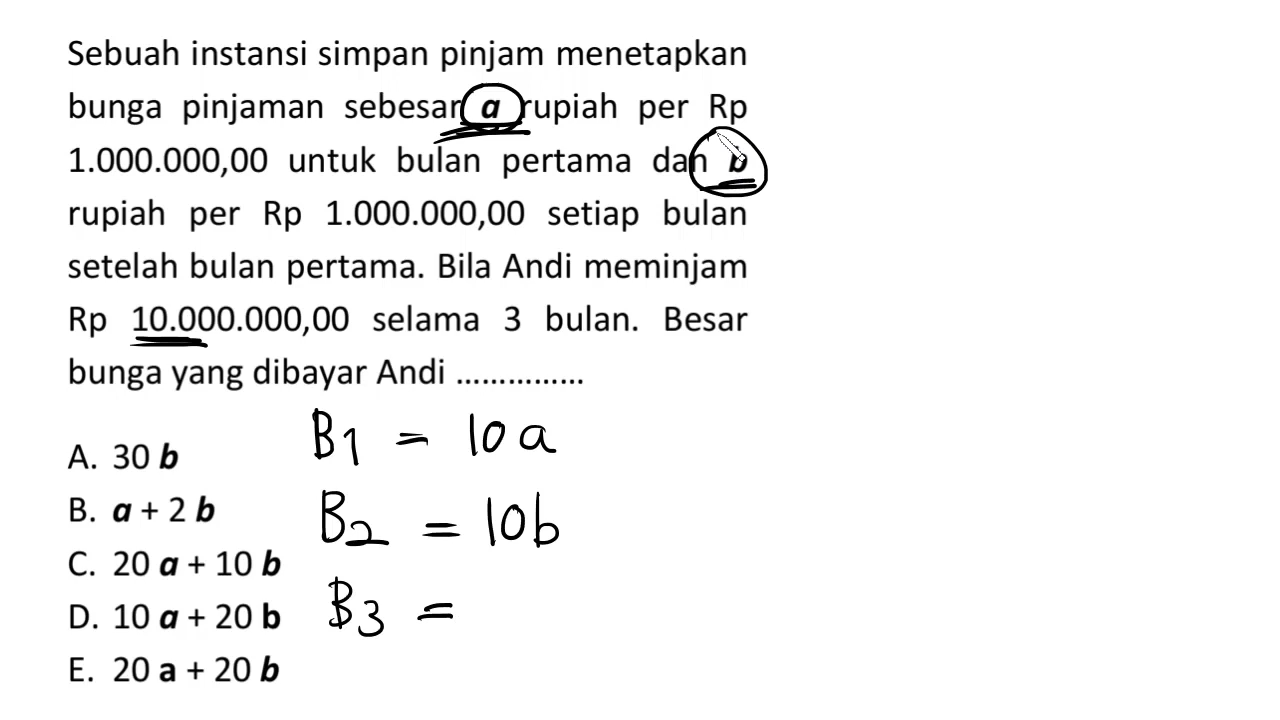 Sebuah instansi simpan pinjam menetapkan
bunga pinjaman sebesar a rupiah per Rp
1.000.000,00 untuk bulan pertama dan b
rupiah per Rp 1.000.000,00 setiap bulan
setelah bulan pertama. Bila Andi meminjam
Rp 10.000.000,00 selama 3 bulan. Besar
bunga yang dibayar Andi ...............
A. 30 b
B. a + 2 b
C. 20 a + 10 b
D. 10 a + 20 b
E. 20 a + 20 b
B1 = 10 a
B2 = 10b
B3 =